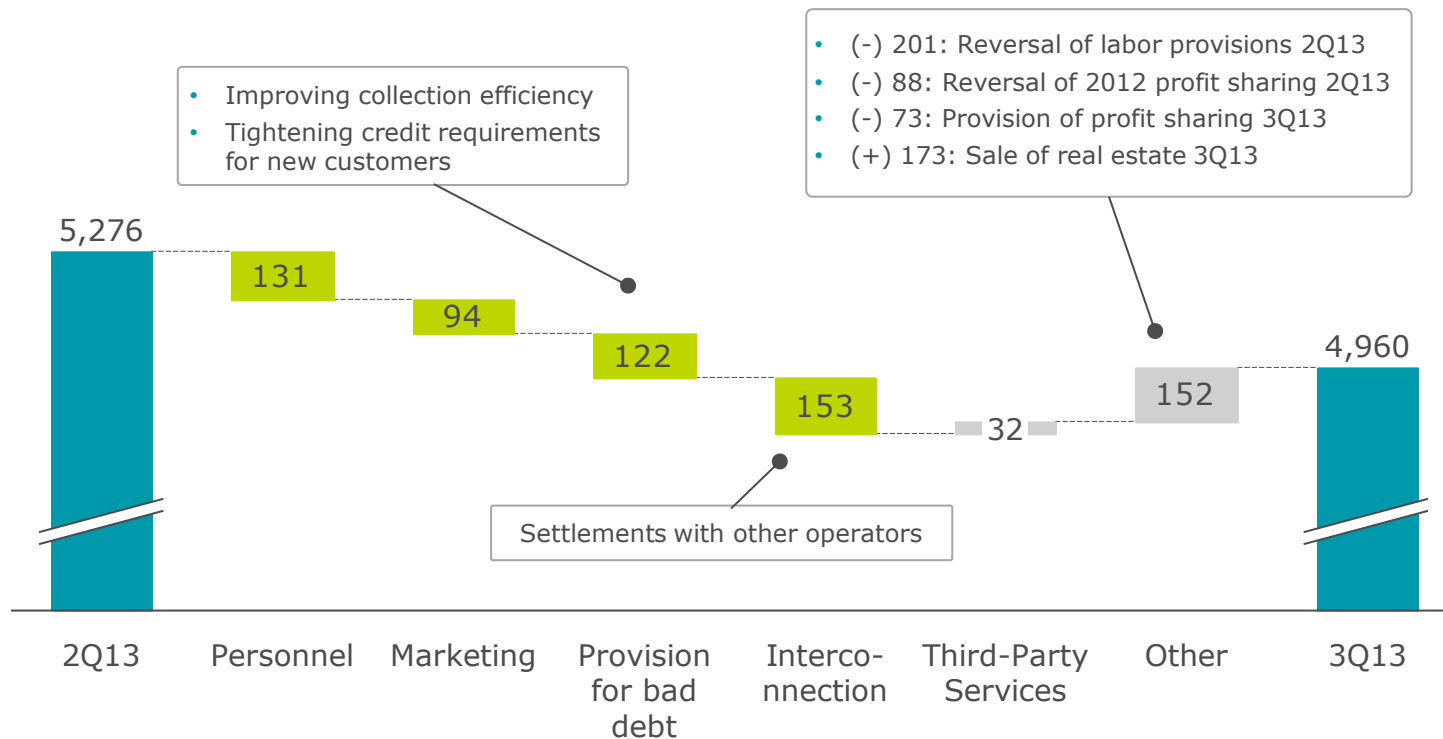 • (-) 201: Reversal of labor provisions 2Q13
• (-) 88: Reversal of 2012 profit sharing 2Q13
• (-) 73: Provision of profit sharing 3Q13
• (+) 173: Sale of real estate 3Q13
• Improving collection efficiency
• Tightening credit requirements
for new customers
5,276
131
94
122
153
32
152
4,960
Settlements with other operators
2Q13
Personnel
Marketing
Provision
for bad
debt
Interco-
nnection
Third-Party
Services
Other
3Q13